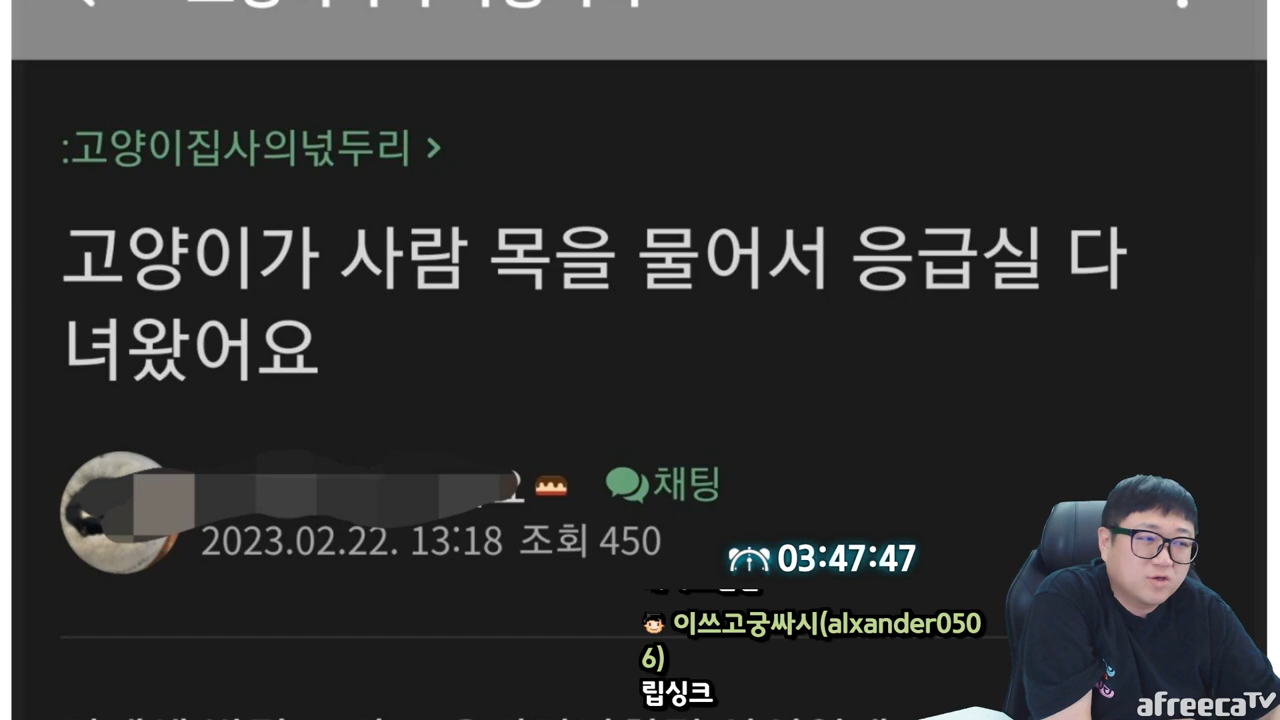 :고양이집사의넋두리 >
고양이가 사람 목을 물어서 응급실 다
녀왔어요
채팅
2023.02.22. 13:18 조회 450
03:47:47
이쓰고궁싸시(alxander050
6)
립싱크
afreecaTV